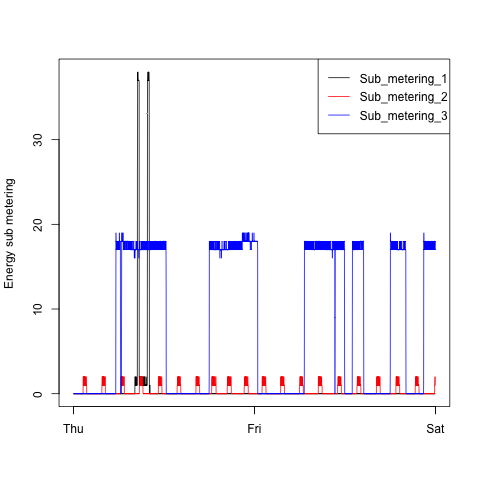 Sub_metering_1
Sub_metering_2
Sub_metering_3
Energy sub metering
30
20
10
0
Thu
Fri
Sat